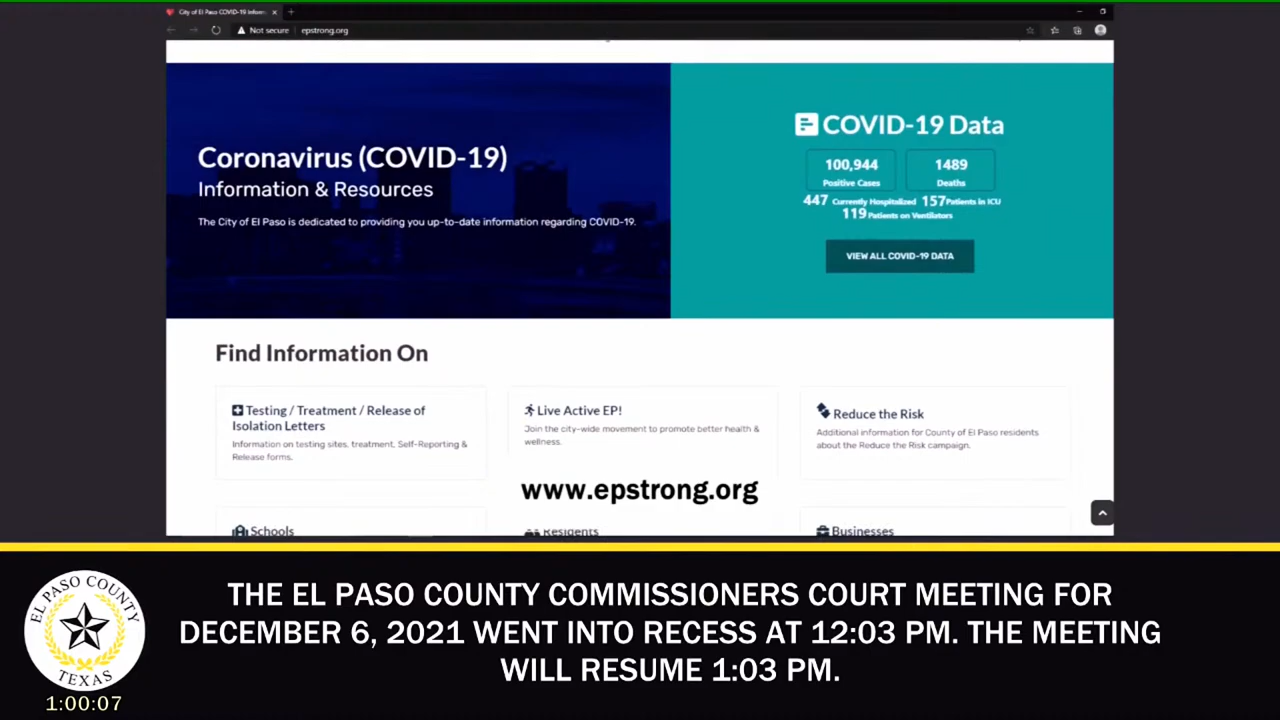 City of El Paso COVID-19 Inform
Not secure epstrong.org
Coronavirus (COVID-19)
Information & Resources
The City of El Paso is dedicated to providing you up-to-date information regarding COVID-19.
COVID-19 Data
100,944
Positive Cases
1489
Deaths
447 Currently Hospitalized 157 Patients in ICU
119 Patients on Ventilators
VIEW ALL COVID-19 DATA
Find Information On
Testing / Treatment / Release of
Isolation Letters
Information on testing sites, treatment, Self-Reporting &
Release forms.
Live Active EP!
Join the city-wide movement to promote better health &
wellness.
Reduce the Risk
Additional information for County of El Paso residents
about the Reduce the Risk campaign.
www.epstrong.org
Schools
Residents
Businesses
EL PASO COUNTY
TEXAS
1:00:07
THE EL PASO COUNTY COMMISSIONERS COURT MEETING FOR
DECEMBER 6, 2021 WENT INTO RECESS AT 12:03 PM. THE MEETING
WILL RESUME 1:03 PM.